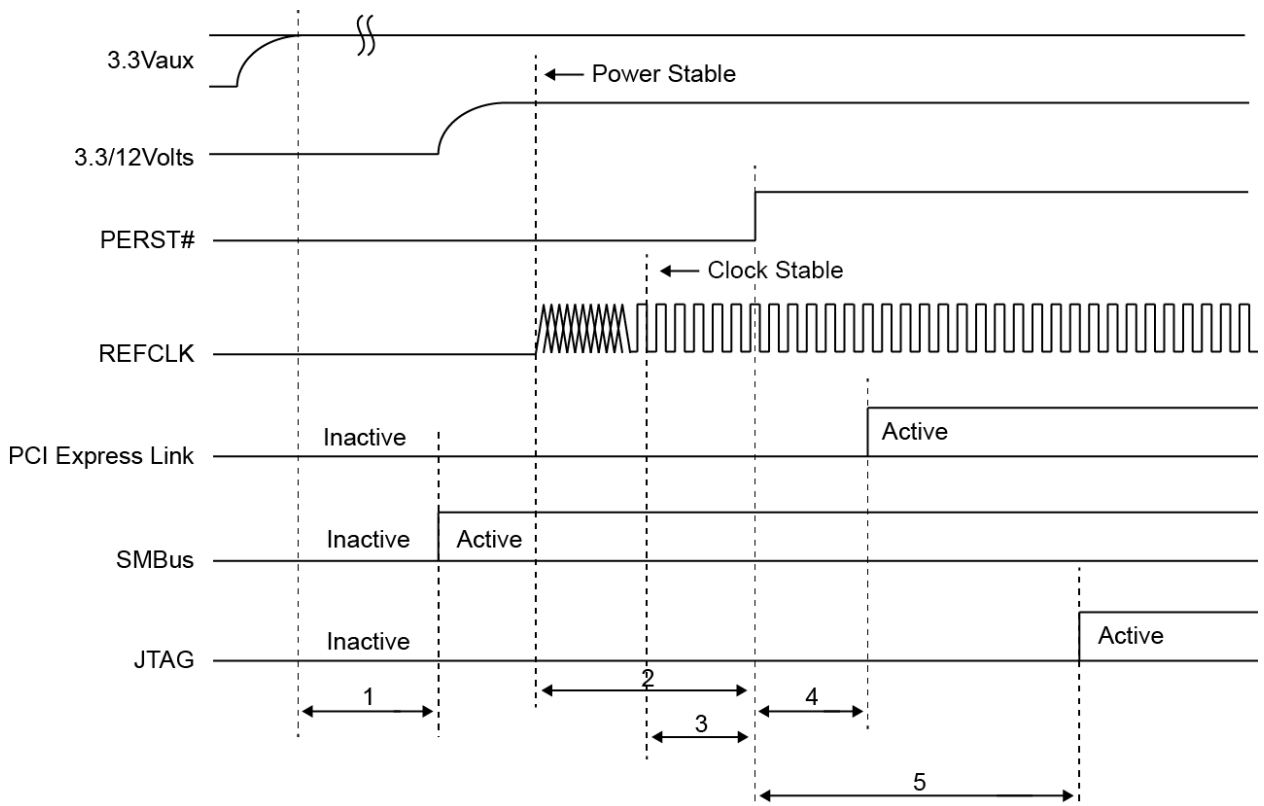 3.3Vaux
Power Stable
3.3/12Volts
PERST#
Clock Stable
REFCLK
PCI Express Link
Inactive
Active
SMBus
Inactive
Active
JTAG
Inactive
Active
1
2
3
4
5